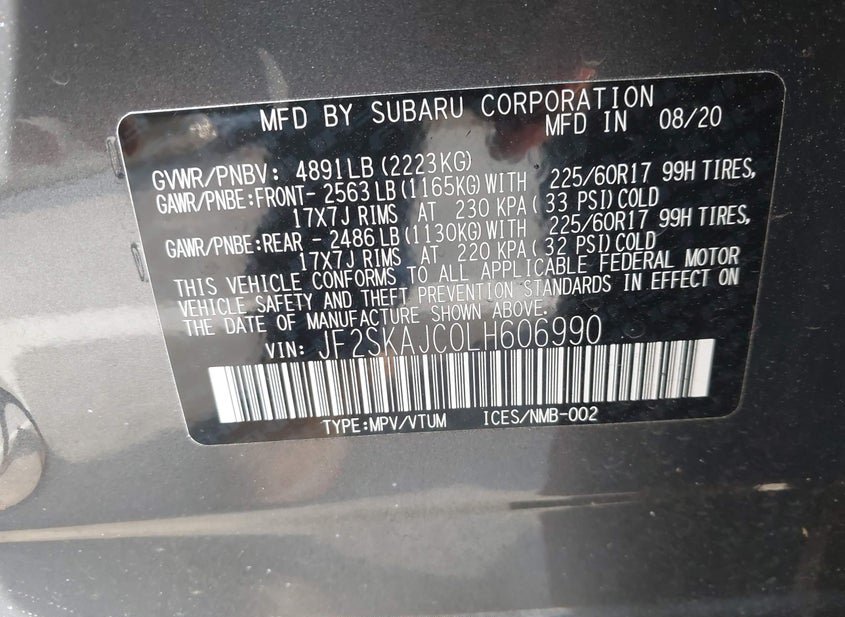 MFD BY SUBARU CORPORATION
MFD IN 08/20
GVWR/PNBV: 4891LB (2223KG)
GAWR/PNBE:FRONT- 2563LB(1165KG)WITH 225/60R17 99H TIRES,
17X7J RIMS AT 230 KPA( 33 PSI)COLD
GAWR/PNBE:REAR - 2486LB(1130KG)WITH 225/60R17 99H TIRES,
17X7J RIMS AT 220 KPA( 32 PSI)COLD
THIS VEHICLE CONFORMS TO ALL APPLICABLE FEDERAL MOTOR
VEHICLE SAFETY AND THEFT PREVENTION STANDARDS IN EFFECT ON
THE DATE OF MANUFACTURE SHOWN ABOVE.
VIN: JF2SKAJC0LH606990
TYPE:MPV/VTUM ICES/NMB-002